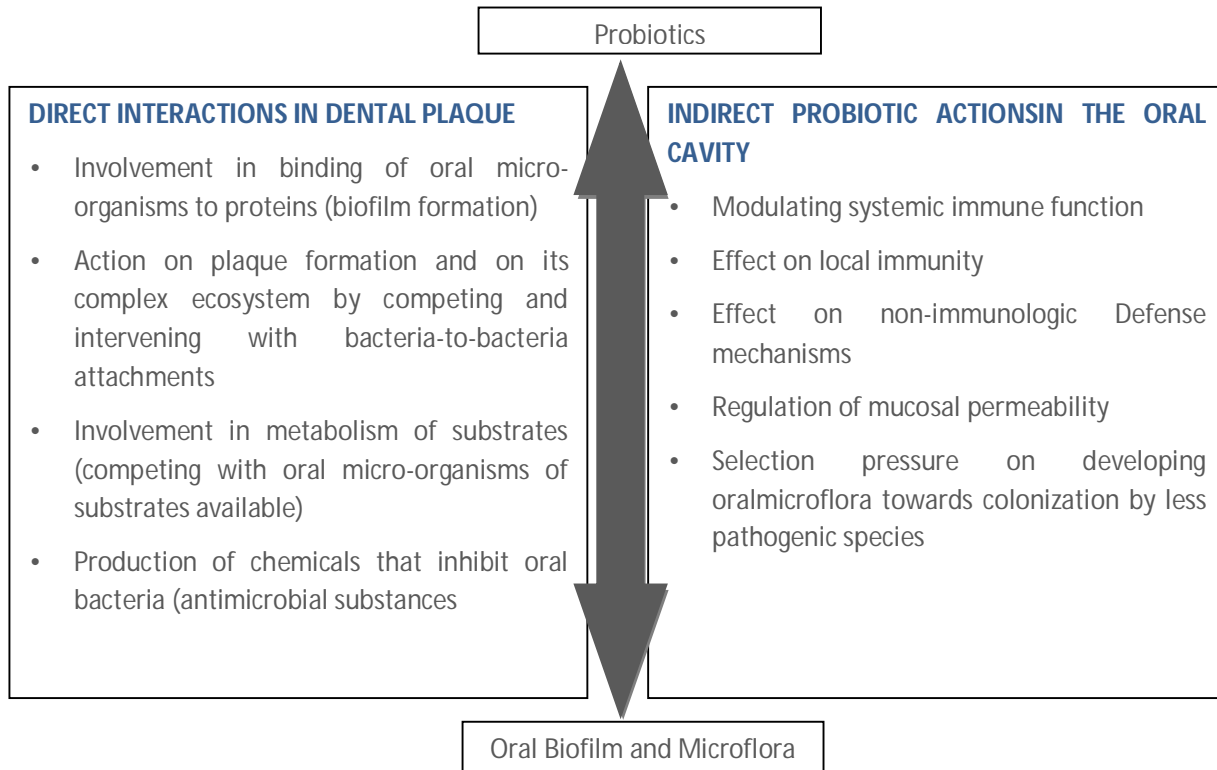 Probiotics
DIRECT INTERACTIONS IN DENTAL PLAQUE
• Involvement in binding of oral micro-
organisms to proteins (biofilm formation)
• Action on plaque formation and on its
complex ecosystem by competing and
intervening with bacteria-to-bacteria
attachments
• Involvement in metabolism of substrates
(competing with oral micro-organisms of
substrates available)
• Production of chemicals that inhibit oral
bacteria (antimicrobial substances
INDIRECT PROBIOTIC ACTIONSIN THE ORAL
CAVITY
• Modulating systemic immune function
• Effect on local immunity
• Effect on non-immunologic Defense
mechanisms
• Regulation of mucosal permeability
• Selection pressure on developing
oralmicroflora towards colonization by less
pathogenic species
Oral Biofilm and Microflora